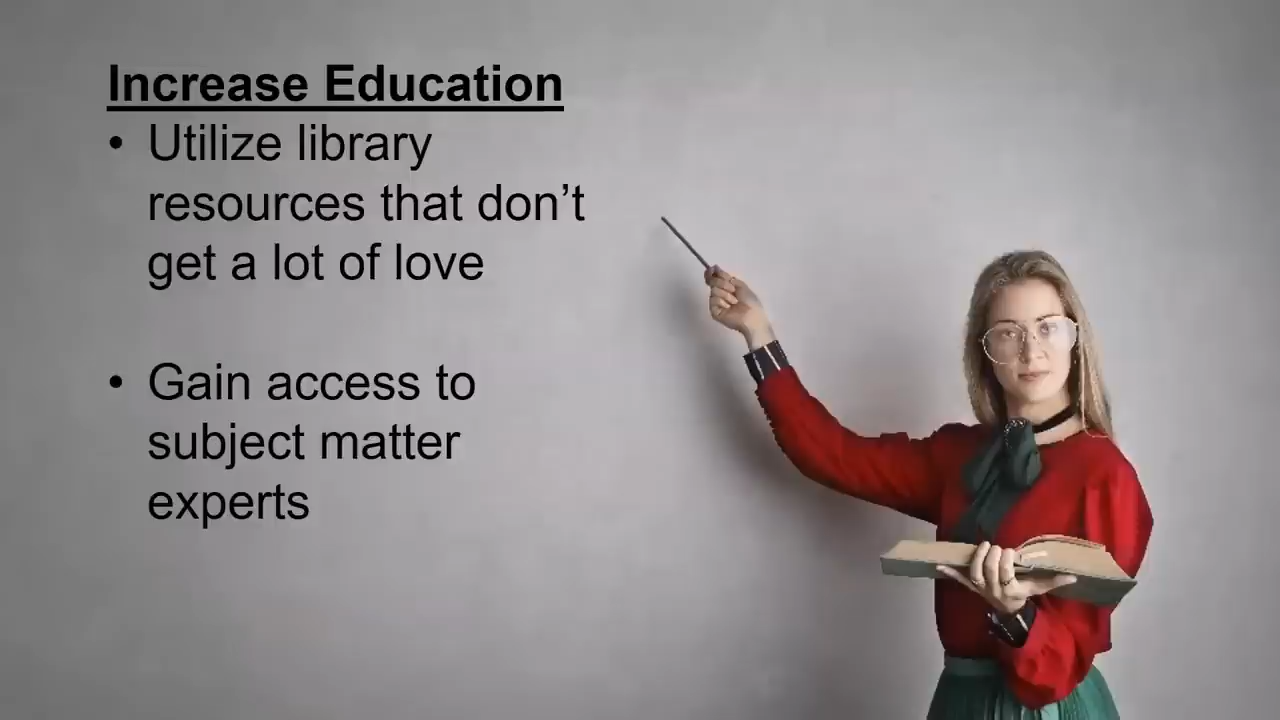 Increase Education
• Utilize library
resources that don’t
get a lot of love
• Gain access to
subject matter
experts